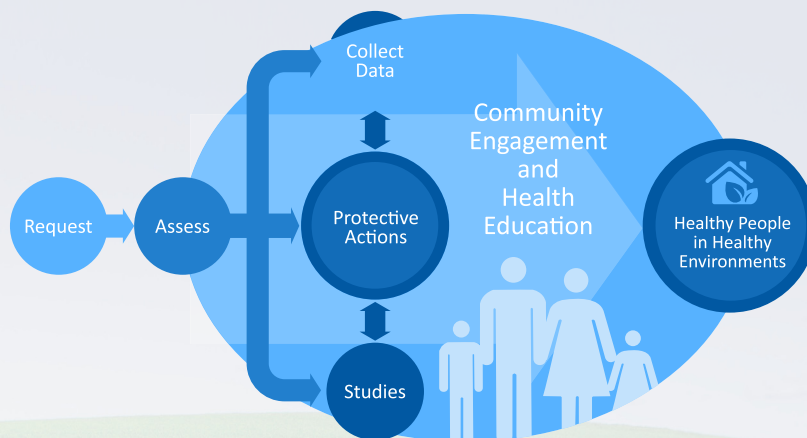 Request
Assess
Collect
Data
Protective
Actions
Studies
Community
Engagement
and
Health
Education
Healthy People
in Healthy
Environments